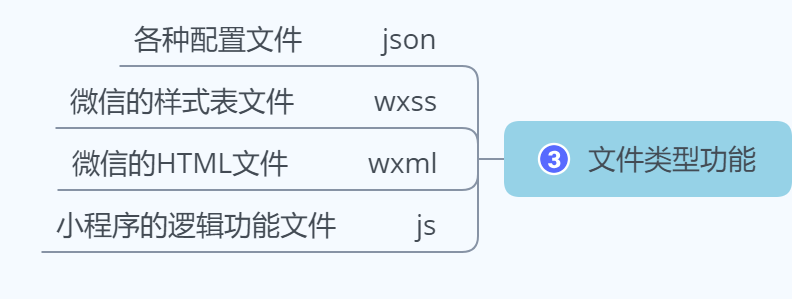 各种配置文件 json
微信的样式表文件 wxss
微信的HTML文件 wxml
小程序的逻辑功能文件 js
3 文件类型功能